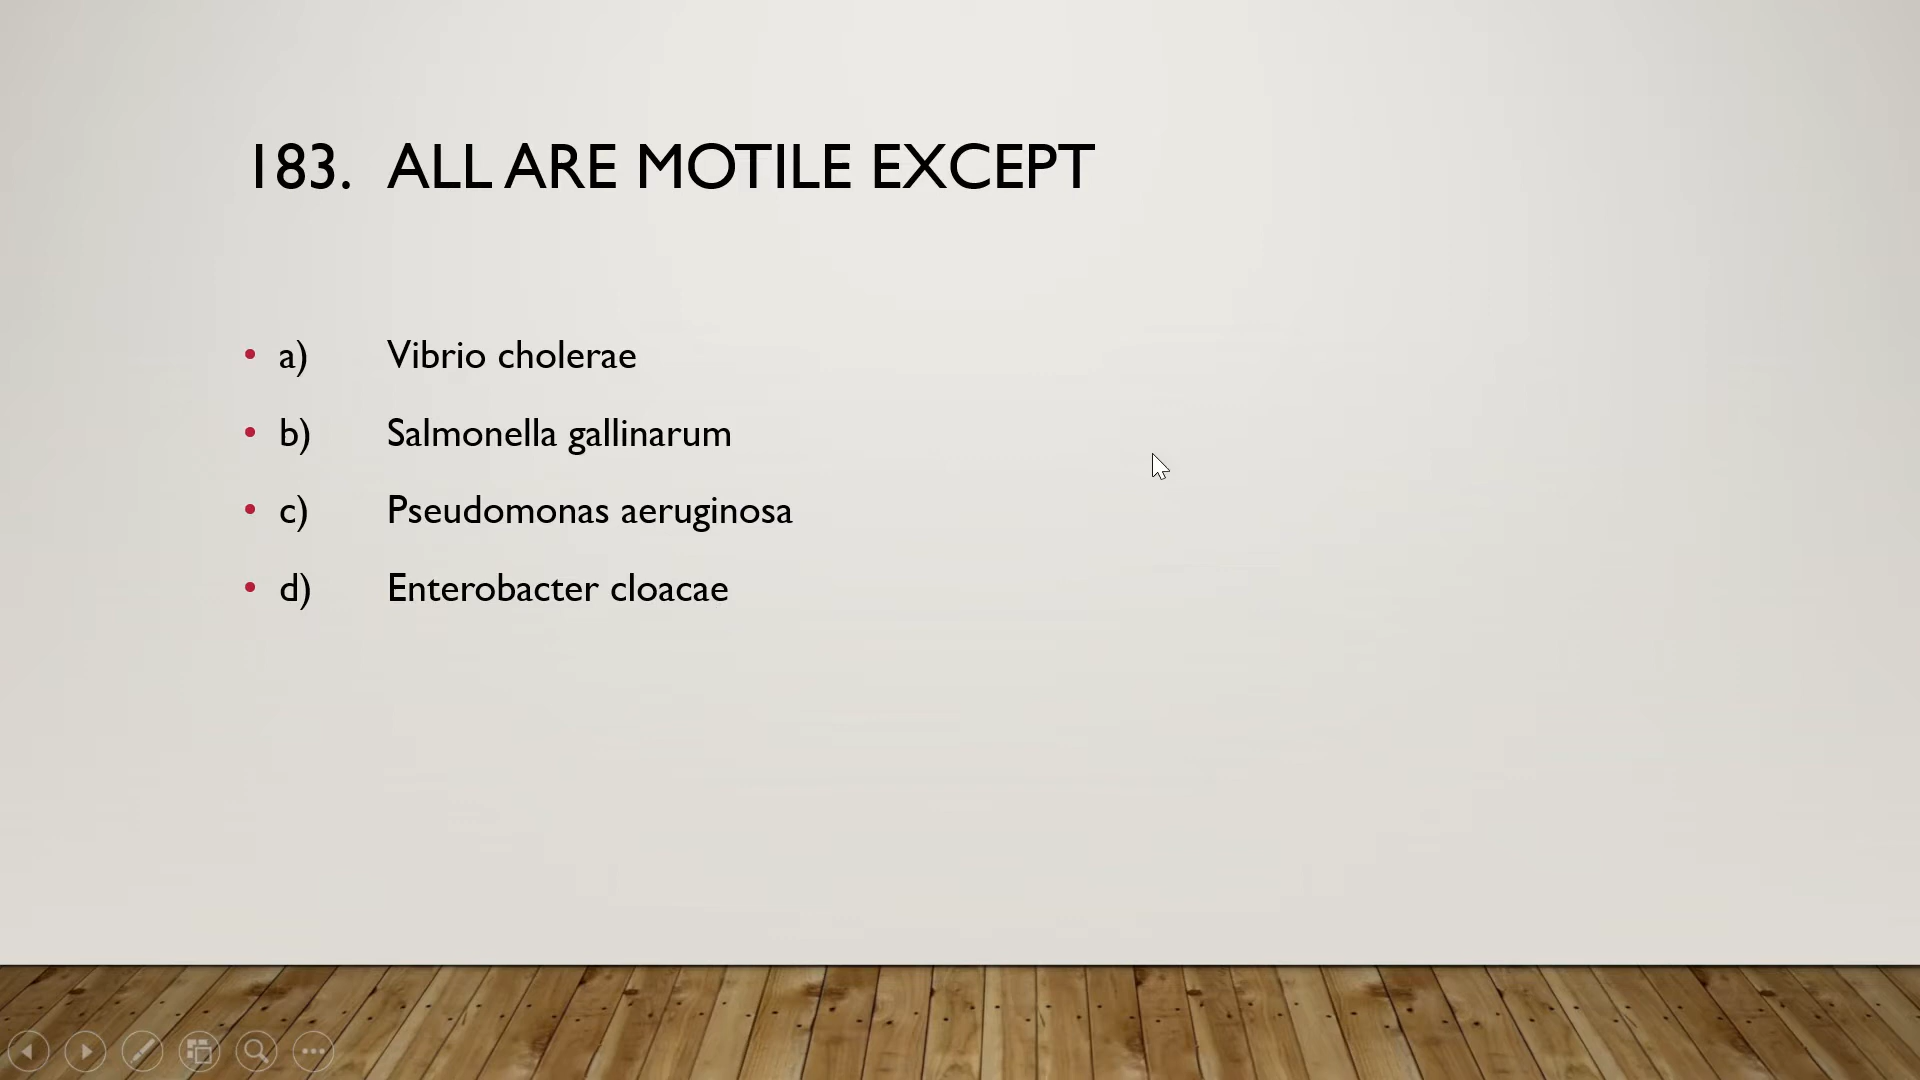 183. ALL ARE MOTILE EXCEPT
• a) Vibrio cholerae
• b) Salmonella gallinarum
• c) Pseudomonas aeruginosa
• d) Enterobacter cloacae